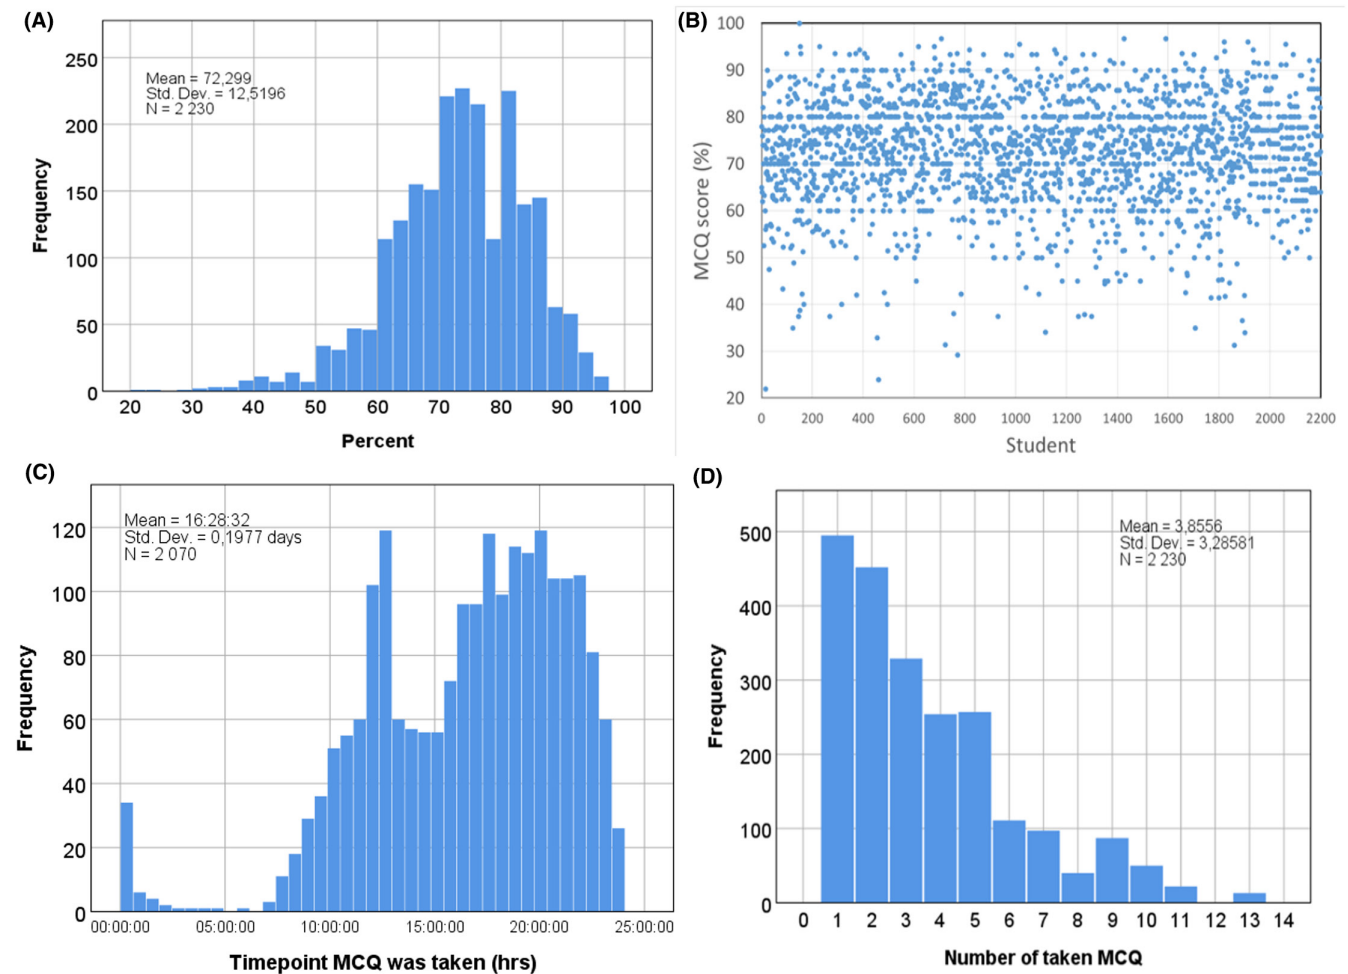 (A)
Mean = 72,299
Std. Dev. = 12,5196
N = 2 230
Frequency
250
200
150
100
50
0
20 30 40 50 60 70 80 90 100
Percent
(B)
MCQ score (%)
100
90
80
70
60
50
40
30
20
0 200 400 600 800 1000 1200 1400 1600 1800 2000 2200
Student
(C)
Mean = 16:28:32
Std. Dev. = 0,1977 days
N = 2 070
Frequency
120
100
80
60
40
20
0
00:00:00 05:00:00 10:00:00 15:00:00 20:00:00 25:00:00
Timepoint MCQ was taken (hrs)
(D)
Mean = 3,8556
Std. Dev. = 3,28581
N = 2 230
Frequency
500
400
300
200
100
0
0 1 2 3 4 5 6 7 8 9 10 11 12 13 14
Number of taken MCQ